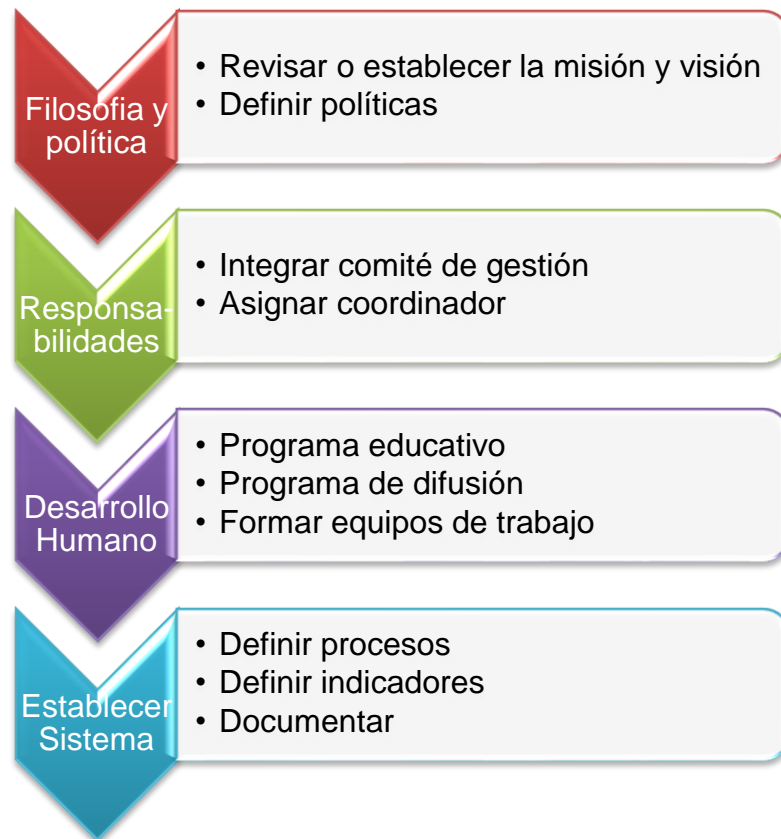 Filosofia y
política
• Revisar o establecer la misión y visión
• Definir políticas
Responsa-
bilidades
• Integrar comité de gestión
• Asignar coordinador
Desarrollo
Humano
• Programa educativo
• Programa de difusión
• Formar equipos de trabajo
Establecer
Sistema
• Definir procesos
• Definir indicadores
• Documentar